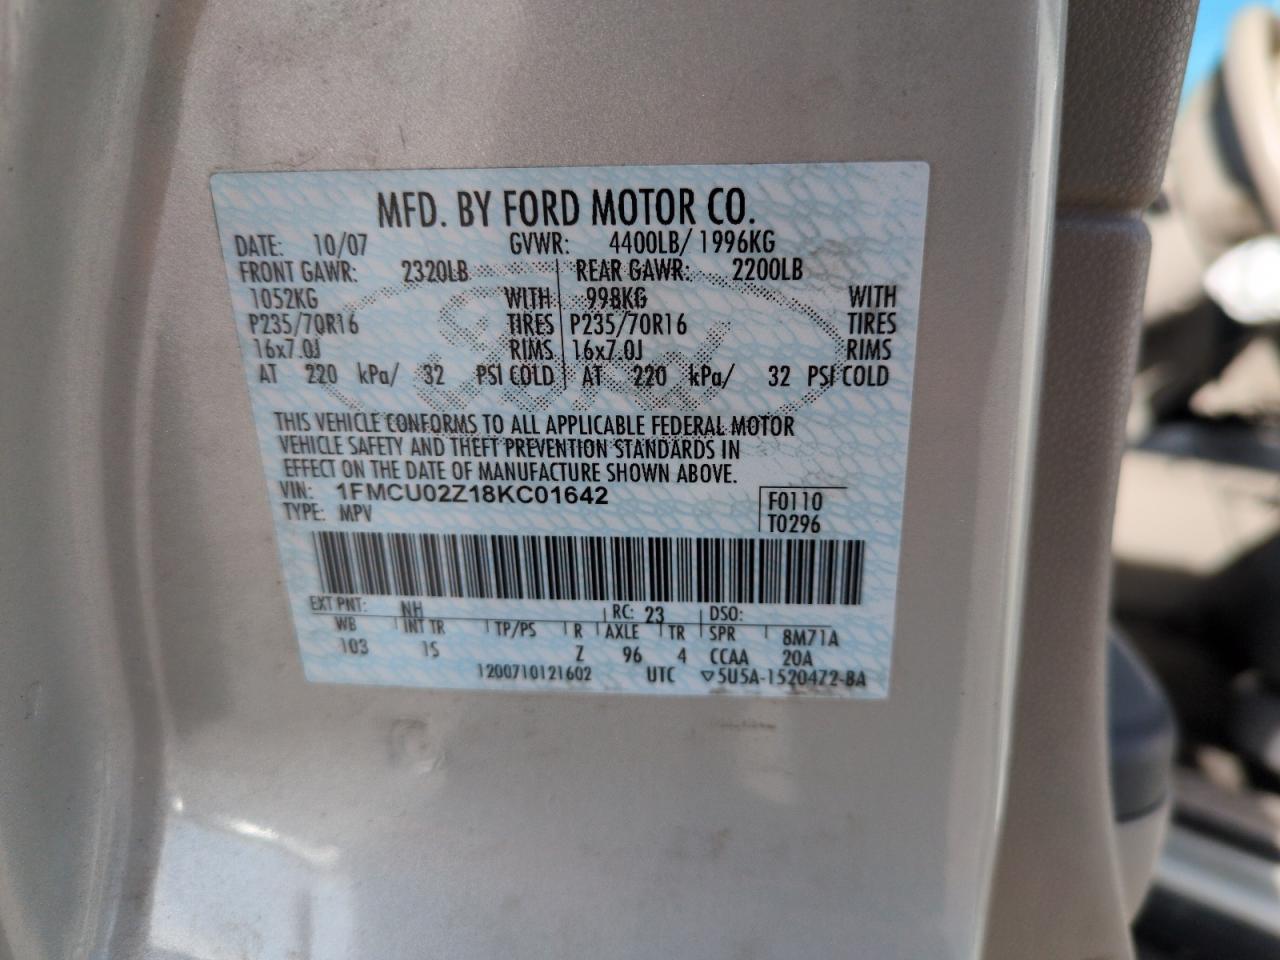 MFD. BY FORD MOTOR CO.
DATE: 10/07 GVWR: 4400LB/ 1996KG
FRONT GAWR: 2320LB REAR GAWR: 2200LB
1052KG WITH 998KG WITH
P235/70R16 TIRES P235/70R16 TIRES
16x7.0J RIMS 16x7.0J RIMS
AT 220 kPa/ 32 PSI COLD AT 220 kPa/ 32 PSI COLD
THIS VEHICLE CONFORMS TO ALL APPLICABLE FEDERAL MOTOR
VEHICLE SAFETY AND THEFT PREVENTION STANDARDS IN
EFFECT ON THE DATE OF MANUFACTURE SHOWN ABOVE.
VIN: 1FMCU02Z18KC01642 F0110
TYPE: MPV T0296
EXT PNT: NH RC: 23 DSO:
WB INT TR TP/PS R AXLE TR SPR 8M71A
103 1S Z 96 4 CCAA 20A
1200710121602 UTC ▽5U5A-1520472-BA